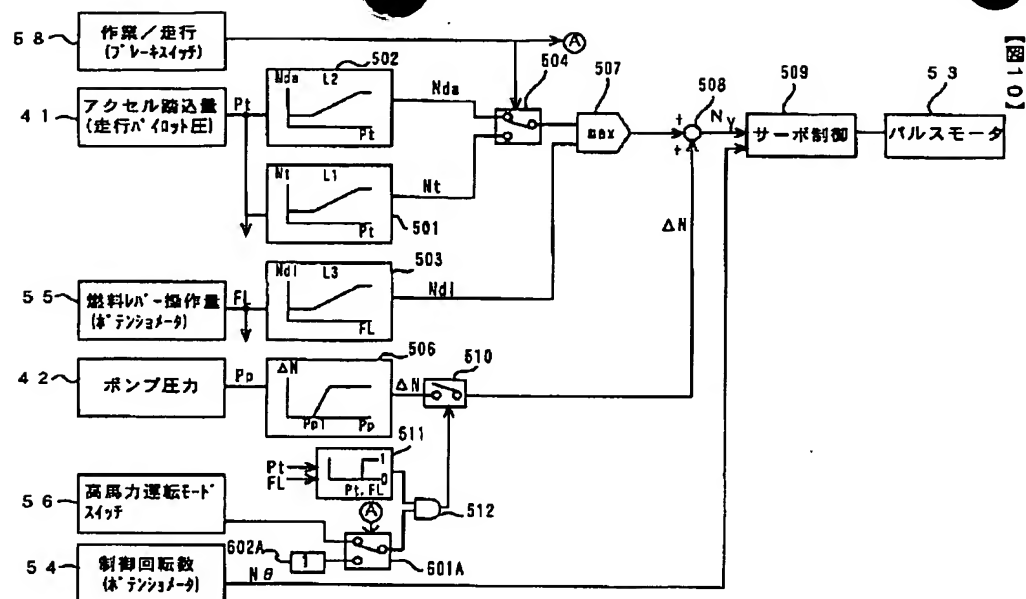 【図10】
58
作業／走行
(ブレーキスイッチ)
A
41
アクセル踏込量
(走行パイロット圧)
Pt
502
Nda
L2
Pt
Nda
504
507
max
508
+
+
Ny
509
サーボ制御
53
パルスモータ
Nt
L1
Pt
501
Nt
ΔN
55
燃料レバー操作量
(ポテンショメータ)
FL
503
Ndl
L3
FL
Ndl
42
ポンプ圧力
Pp
506
ΔN
Pp1
Pp
ΔN
510
511
Pt
FL
1
0
Pt, FL
512
56
高馬力運転モード
スイッチ
A
602A
1
601A
54
制御回転数
(ポテンショメータ)
Nθ